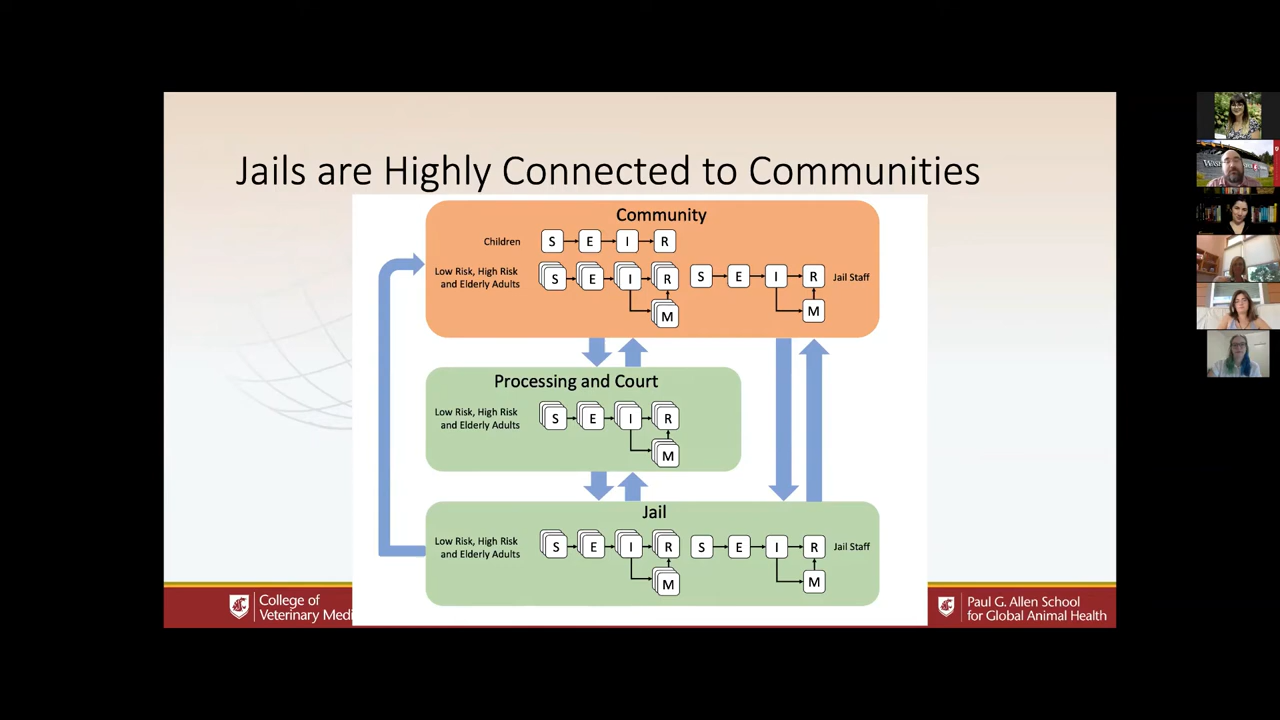 Jails are Highly Connected to Communities
Community
Children
S E I R
Low Risk, High Risk
and Elderly Adults
S E I R
M
S E I R
Jail Staff
M
Processing and Court
Low Risk, High Risk
and Elderly Adults
S E I R
M
Jail
Low Risk, High Risk
and Elderly Adults
S E I R
M
S E I R
Jail Staff
M
College of
Veterinary Medi
Paul G. Allen School
for Global Animal Health